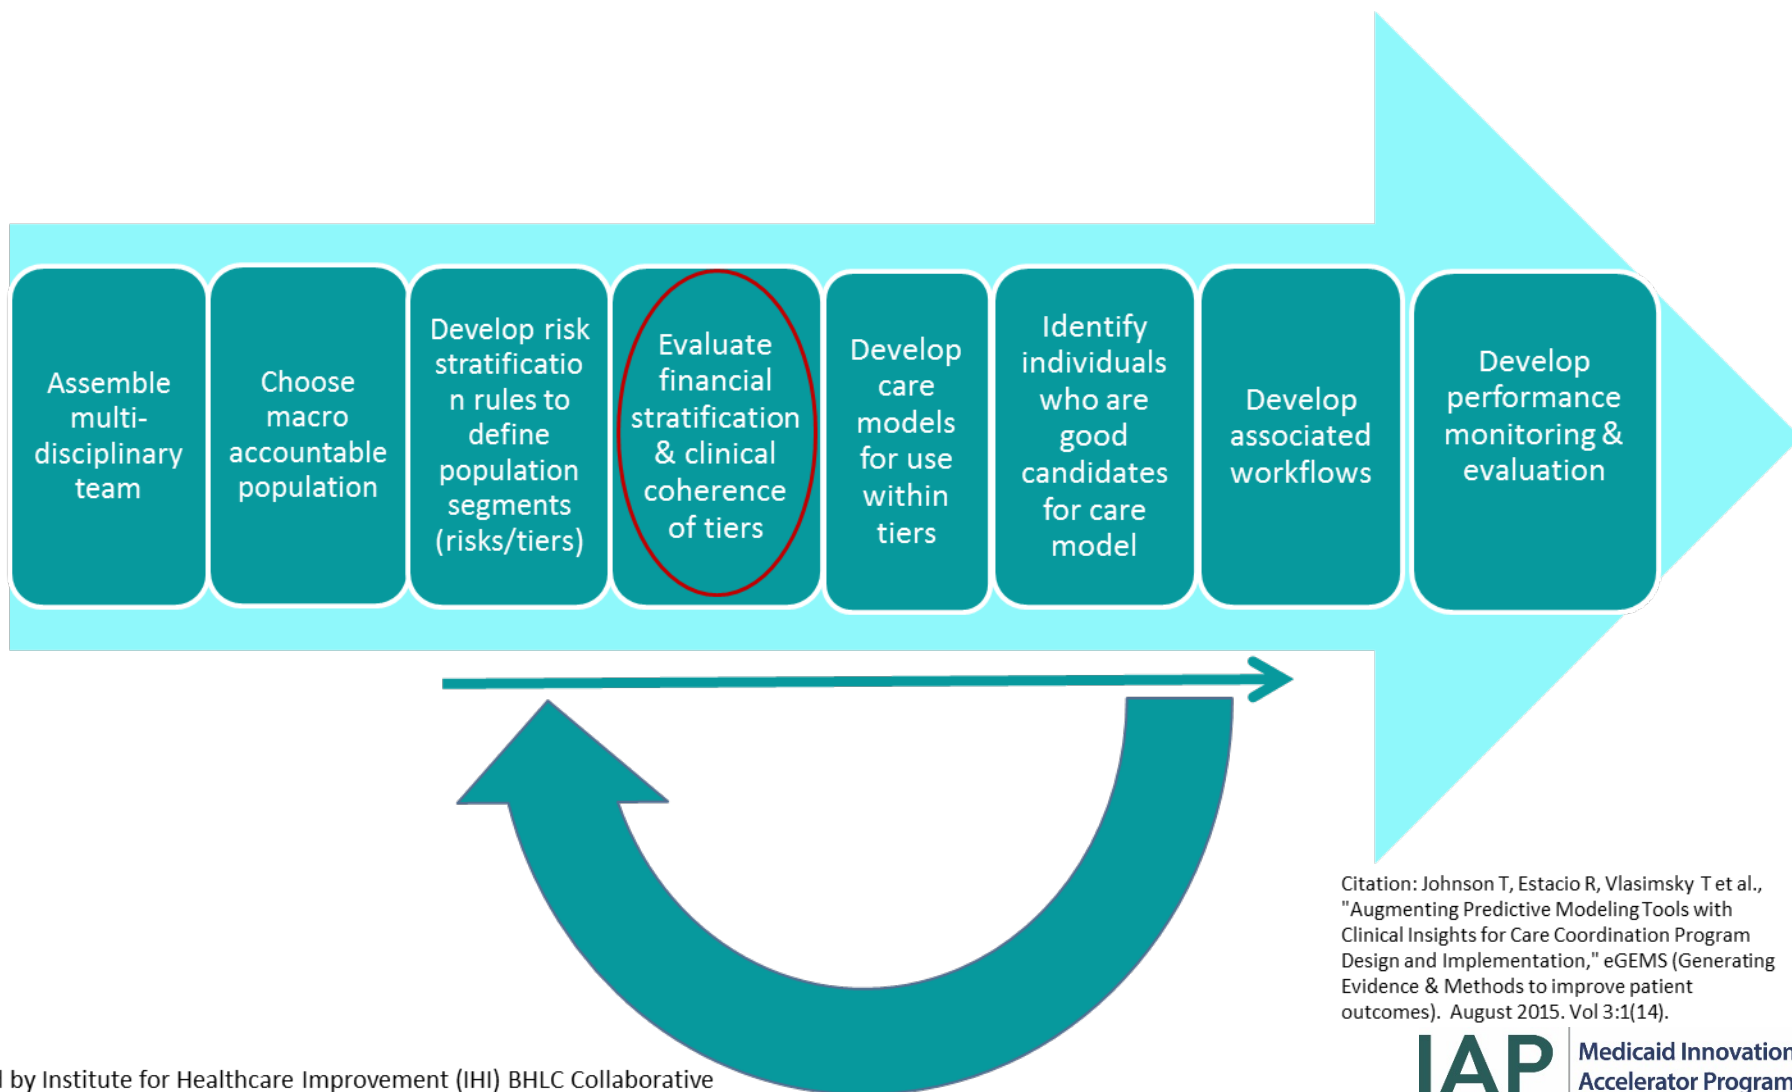 Assemble
multi-
disciplinary
team
Choose
macro
accountable
population
Develop risk
stratificatio
n rules to
define
population
segments
(risks/tiers)
Evaluate
financial
stratification
& clinical
coherence
of tiers
Develop
care
models
for use
within
tiers
Identify
individuals
who are
good
candidates
for care
model
Develop
associated
workflows
Develop
performance
monitoring &
evaluation
Citation: Johnson T, Estacio R, Vlasimsky T et al.,
"Augmenting Predictive Modeling Tools with
Clinical Insights for Care Coordination Program
Design and Implementation," eGEMS (Generating
Evidence & Methods to improve patient
outcomes).  August 2015. Vol 3:1(14).
by Institute for Healthcare Improvement (IHI) BHLC Collaborative
IAP
Medicaid Innovation
Accelerator Program